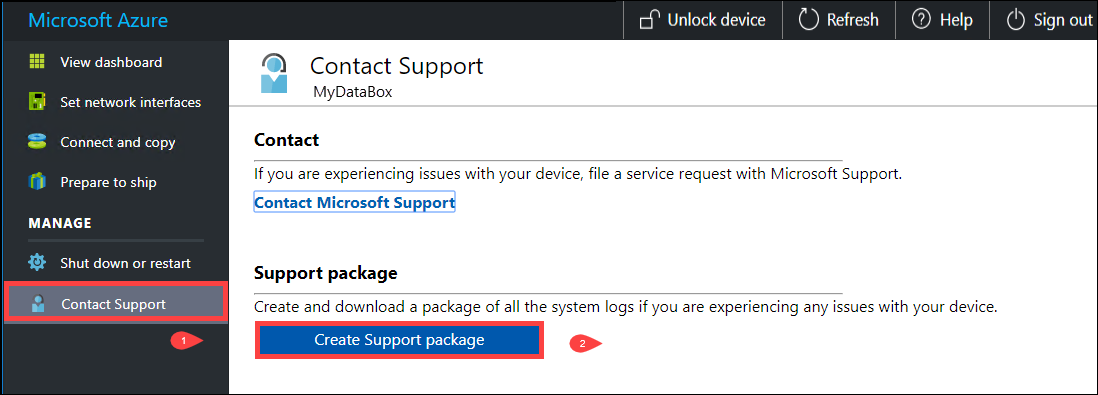 Microsoft Azure
Unlock device
Refresh
Help
Sign out
View dashboard
Set network interfaces
Connect and copy
Prepare to ship
MANAGE
Shut down or restart
Contact Support
1
Contact Support
MyDataBox
Contact
If you are experiencing issues with your device, file a service request with Microsoft Support.
Contact Microsoft Support
Support package
Create and download a package of all the system logs if you are experiencing any issues with your device.
Create Support package
2